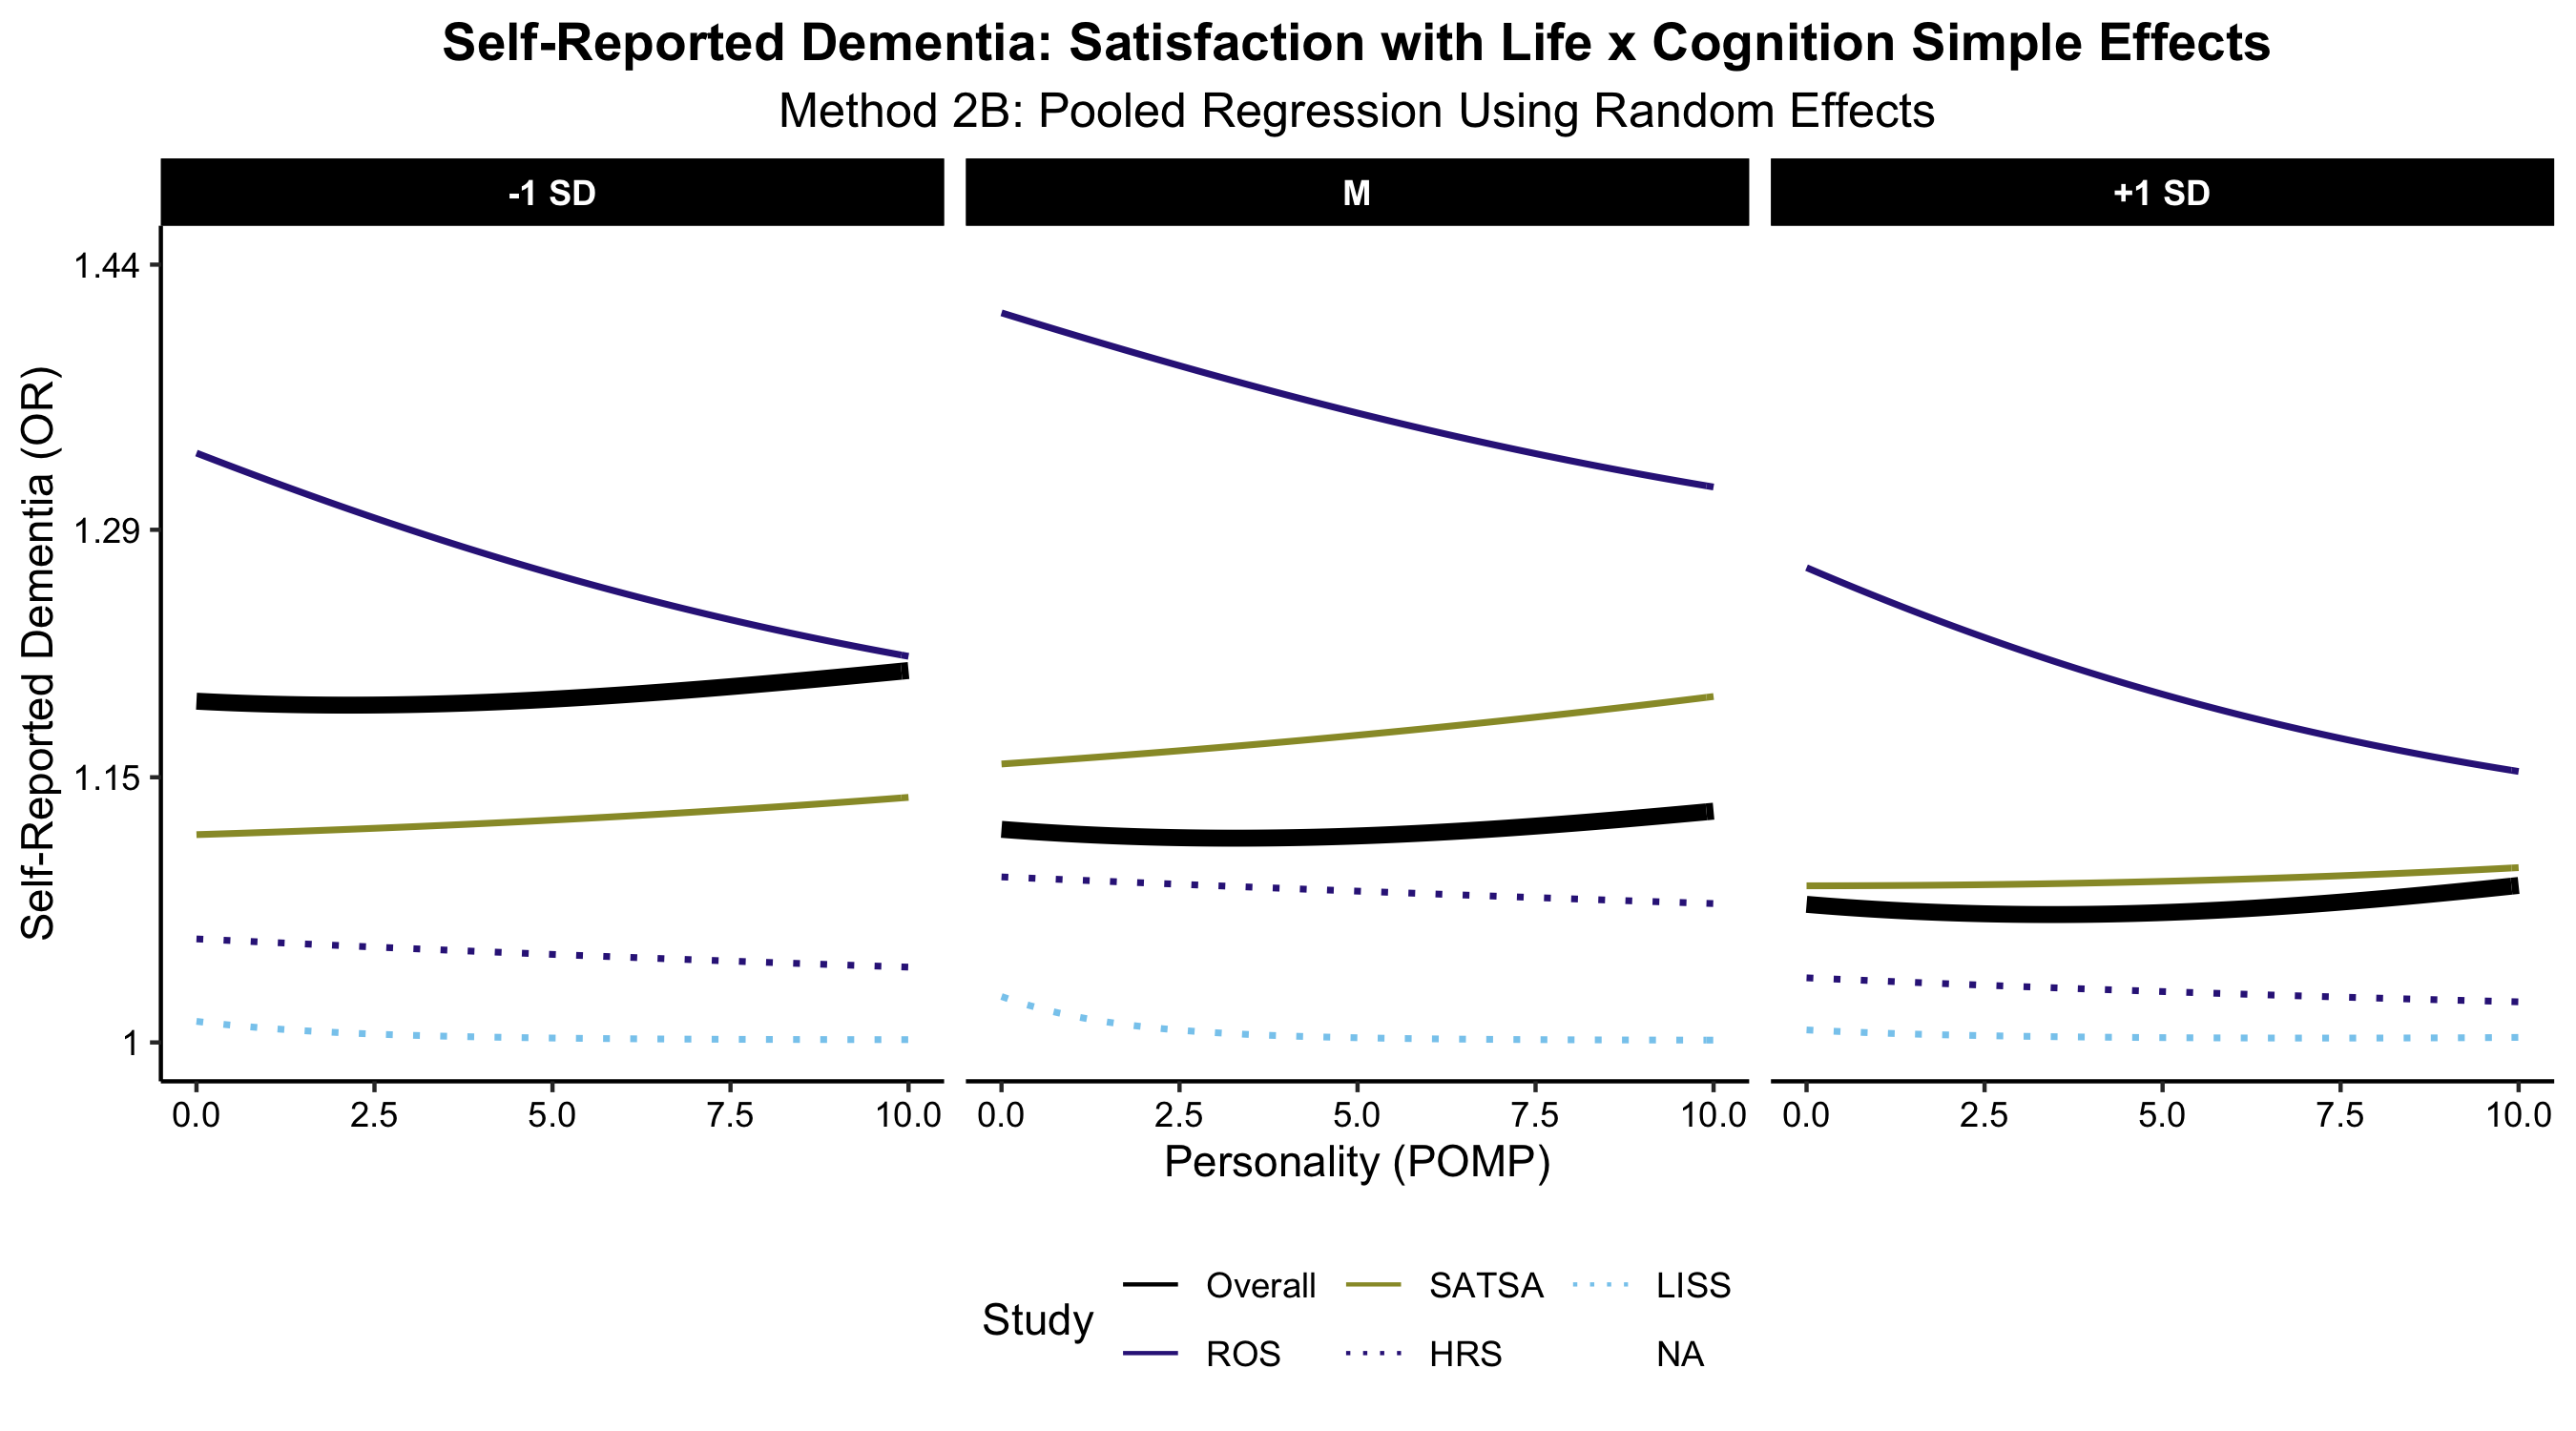 Self-Reported Dementia: Satisfaction with Life x Cognition Simple Effects
Method 2B: Pooled Regression Using Random Effects
-1 SD
M
+1 SD
Self-Reported Dementia (OR)
1.44
1.29
1.15
1
0.0 2.5 5.0 7.5 10.0
0.0 2.5 5.0 7.5 10.0
0.0 2.5 5.0 7.5 10.0
Personality (POMP)
Study
Overall SATSA LISS
ROS HRS NA